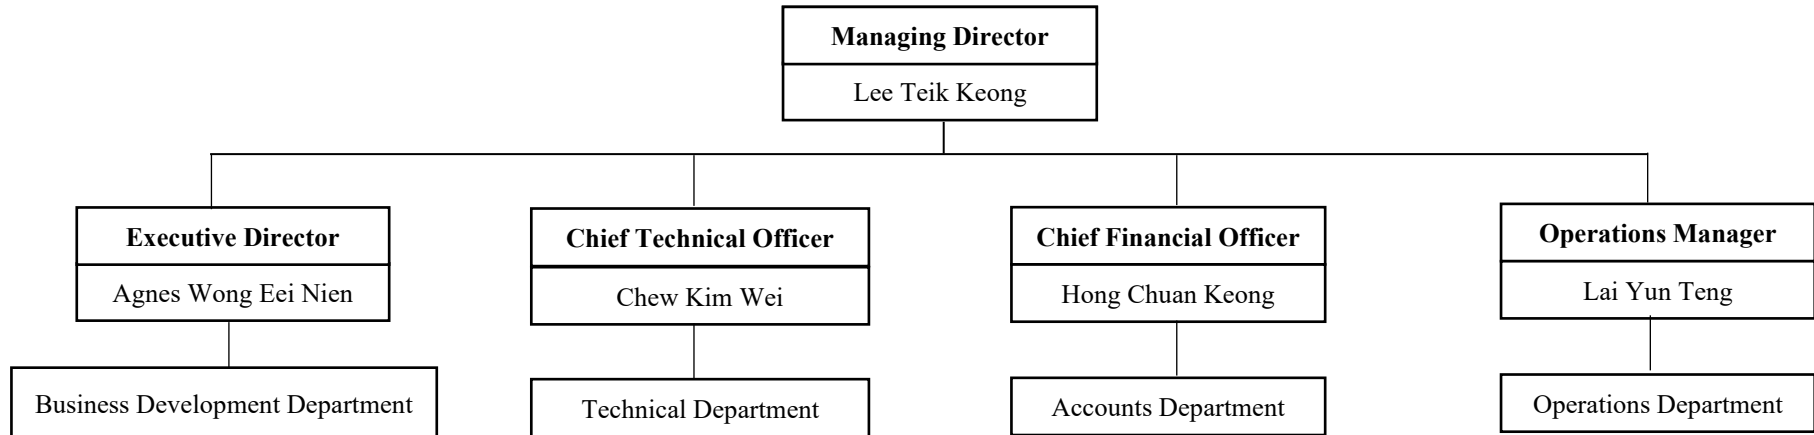 Managing Director
Lee Teik Keong
Executive Director
Agnes Wong Eei Nien
Business Development Department
Chief Technical Officer
Chew Kim Wei
Technical Department
Chief Financial Officer
Hong Chuan Keong
Accounts Department
Operations Manager
Lai Yun Teng
Operations Department